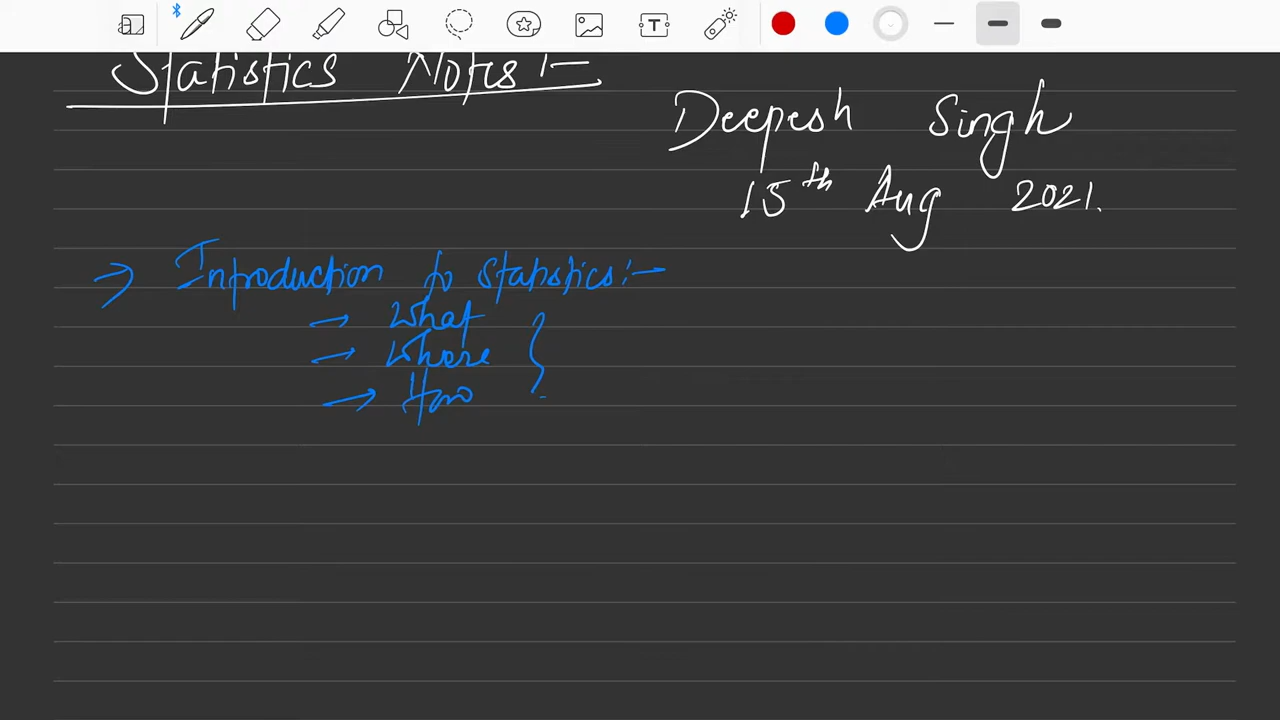 Statistics Notes :-
Deepesh Singh
15th Aug 2021.
=> Introduction to Statistics :-
→ What
→ Where
→ How